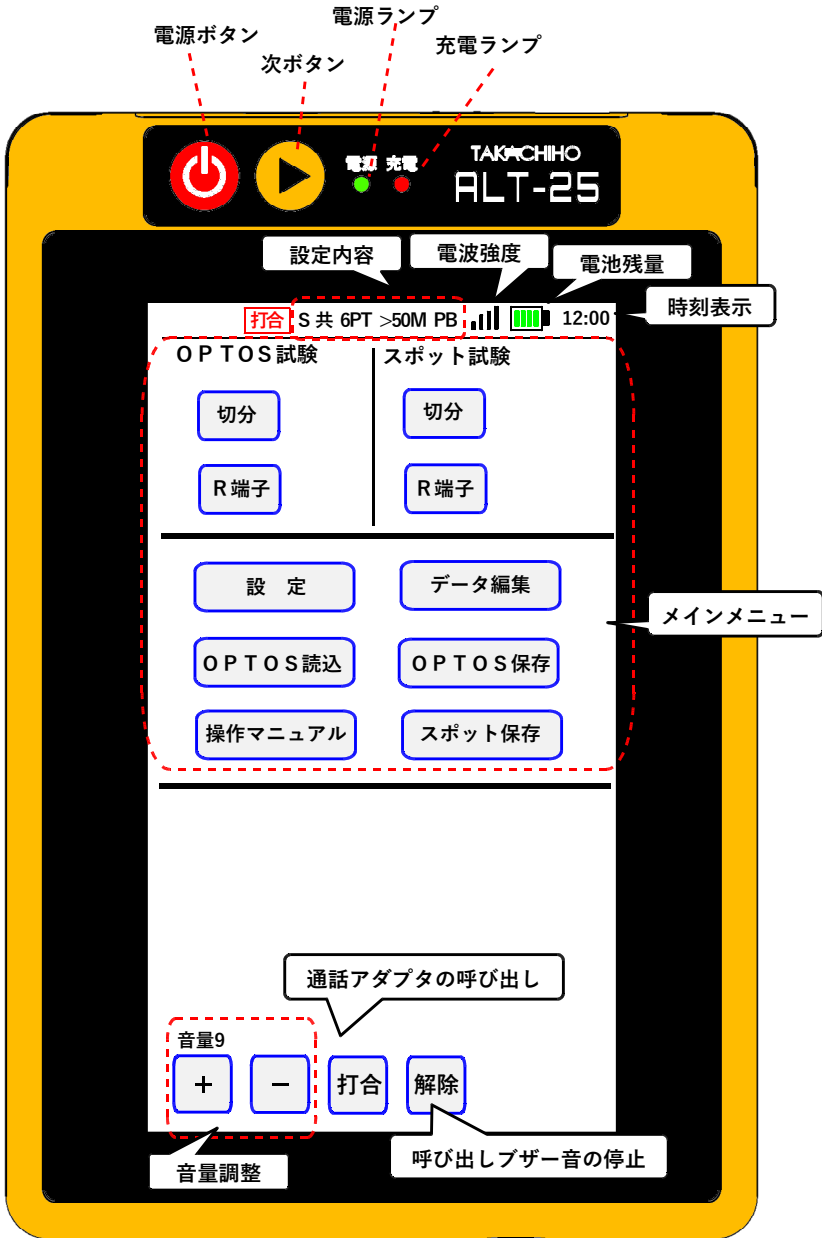 電源ランプ
電源ボタン
充電ランプ
次ボタン
電源 充電
TAKACHIHO
ALT-25
設定内容
電波強度
電池残量
時刻表示
打合 S 共 6PT >50M PB 12:00
ＯＰＴＯＳ試験
スポット試験
切分
切分
Ｒ端子
Ｒ端子
設　定
データ編集
メインメニュー
ＯＰＴＯＳ読込
ＯＰＴＯＳ保存
操作マニュアル
スポット保存
通話アダプタの呼び出し
音量9
＋
－
打合
解除
呼び出しブザー音の停止
音量調整